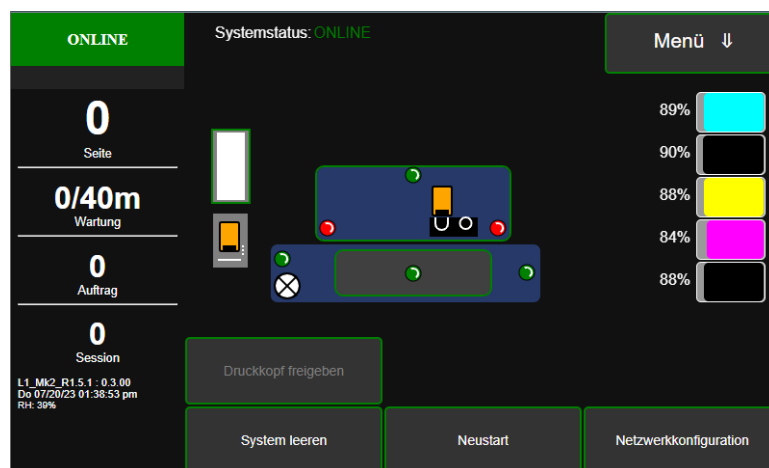 ONLINE
Systemstatus: ONLINE
Menü ⇓
0
Seite
0/40m
Wartung
0
Auftrag
0
Session
L1_Mk2_R1.5.1 : 0.3.00
Do 07/20/23 01:38:53 pm
RH: 39%
89%
90%
88%
84%
88%
Druckkopf freigeben
System leeren
Neustart
Netzwerkkonfiguration